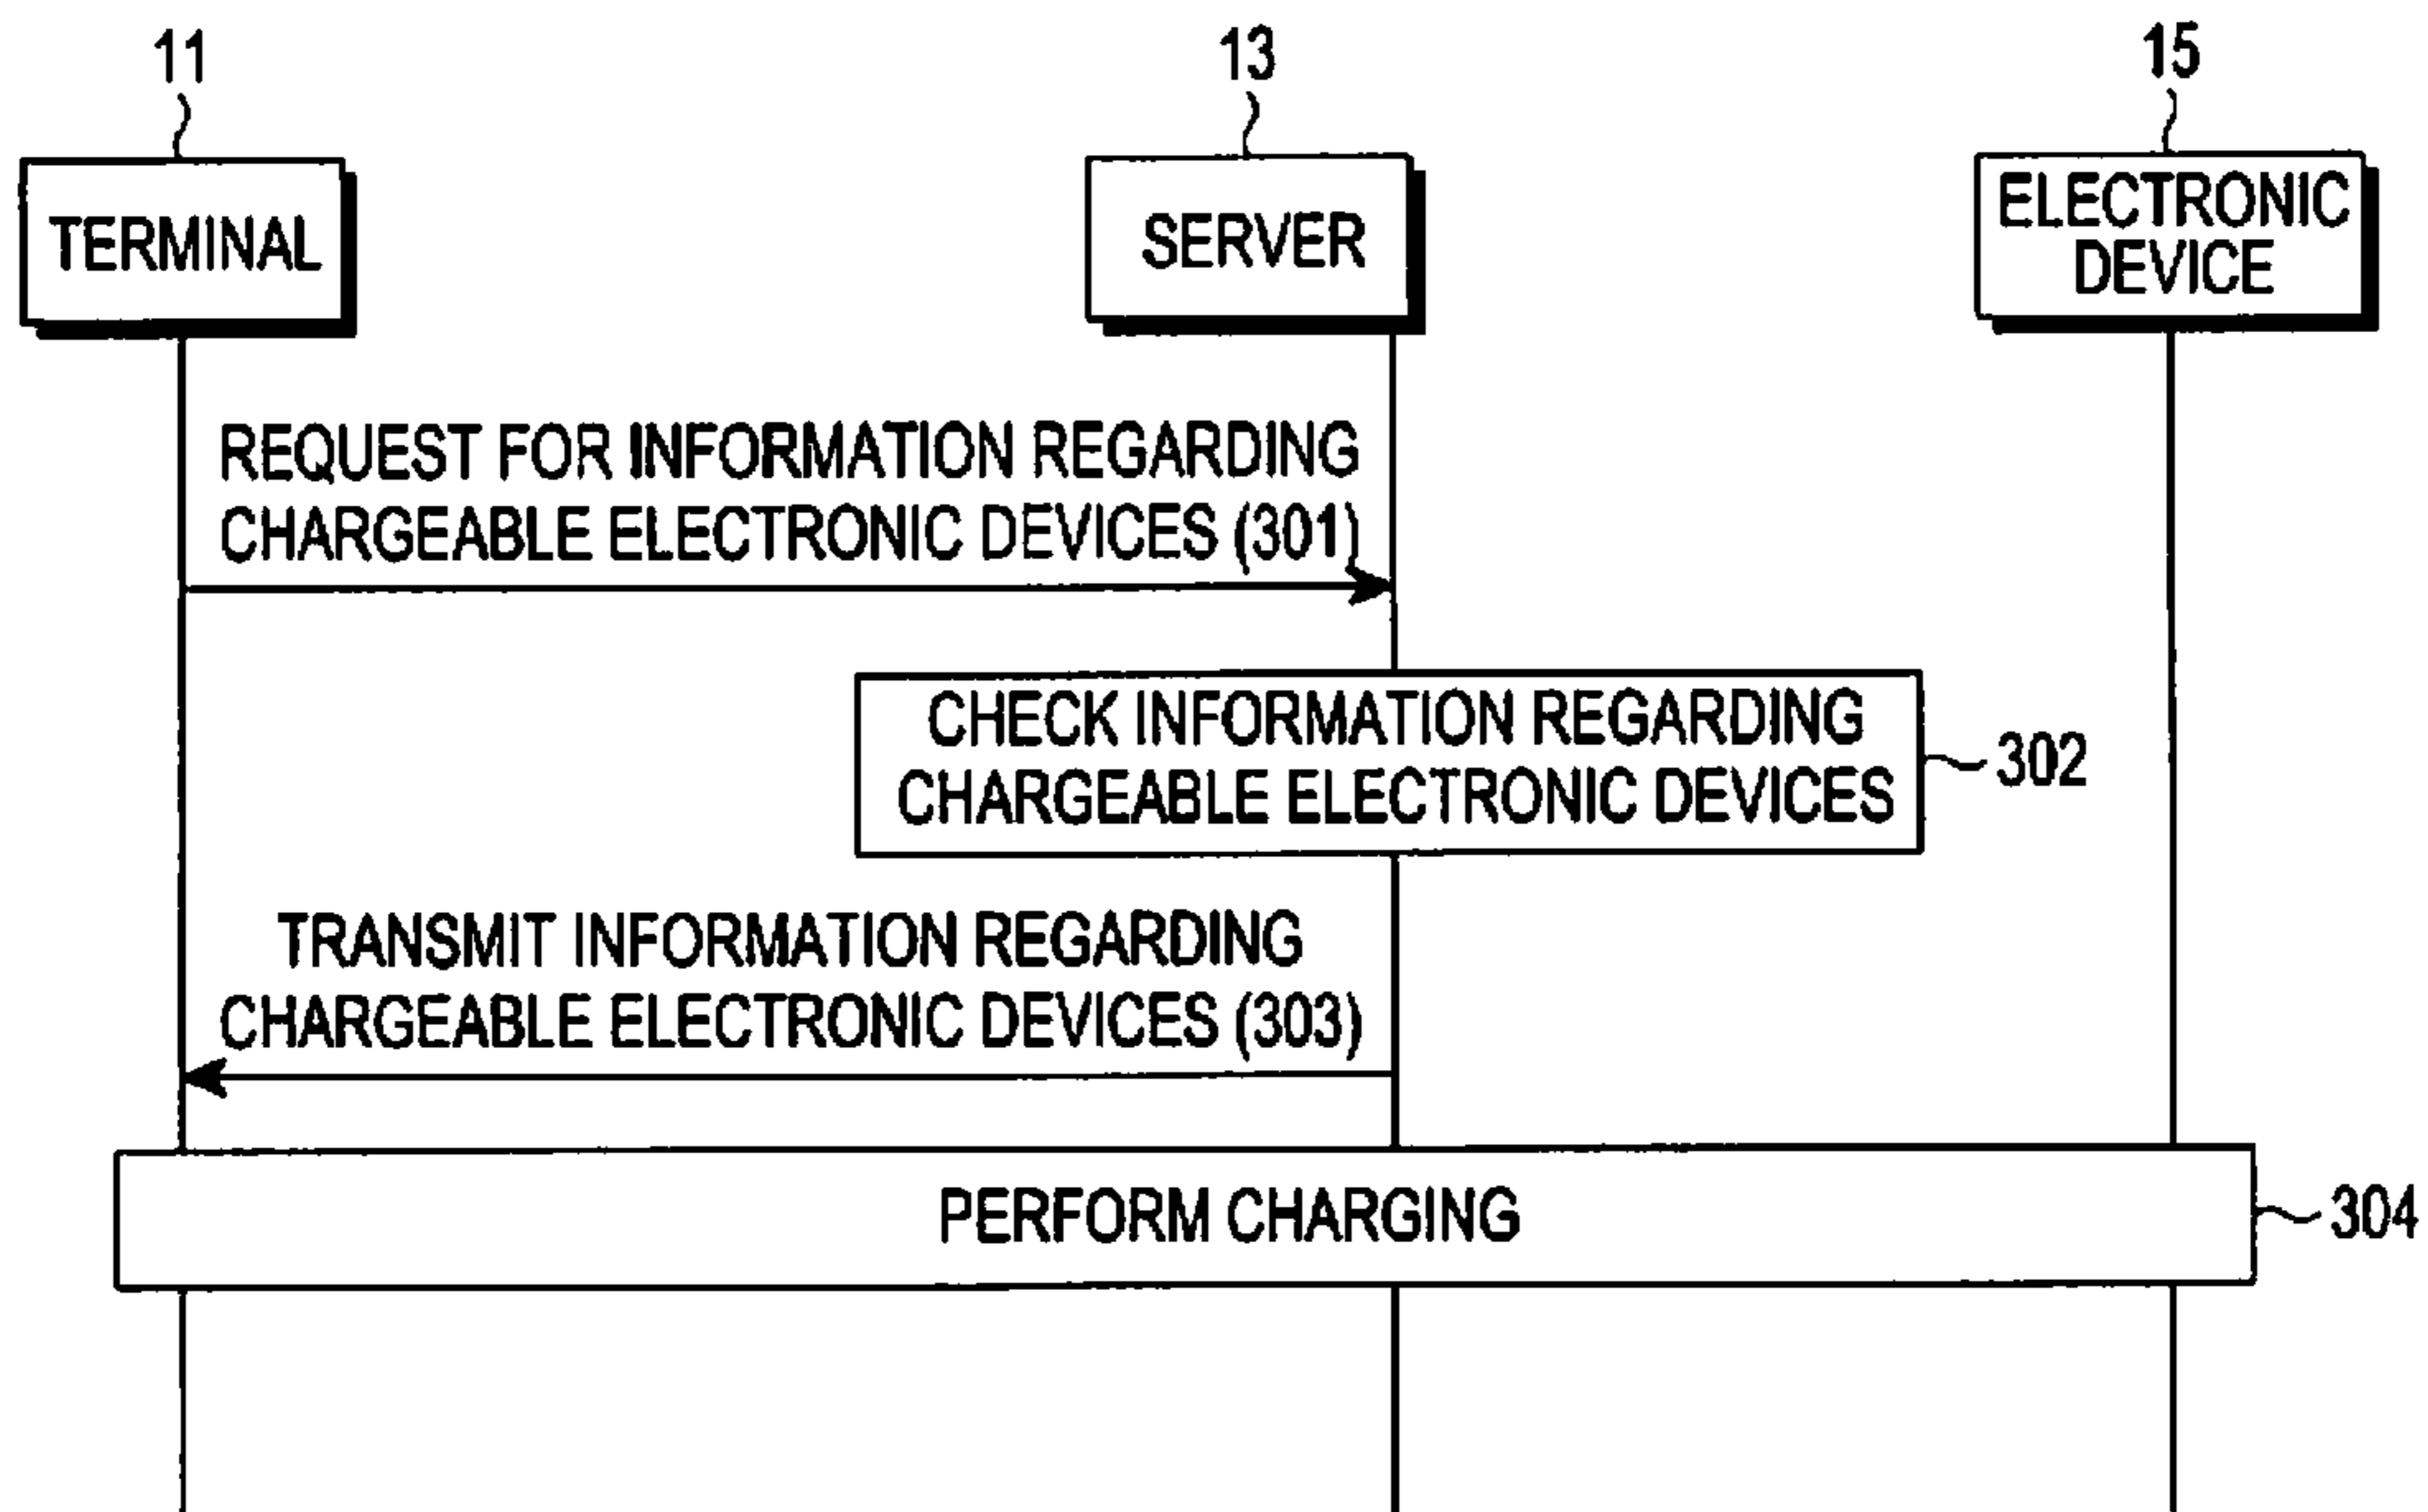 11
13
15
TERMINAL
SERVER
ELECTRONIC
DEVICE
REQUEST FOR INFORMATION REGARDING
CHARGEABLE ELECTRONIC DEVICES (301)
CHECK INFORMATION REGARDING
CHARGEABLE ELECTRONIC DEVICES
302
TRANSMIT INFORMATION REGARDING
CHARGEABLE ELECTRONIC DEVICES (303)
PERFORM CHARGING
304